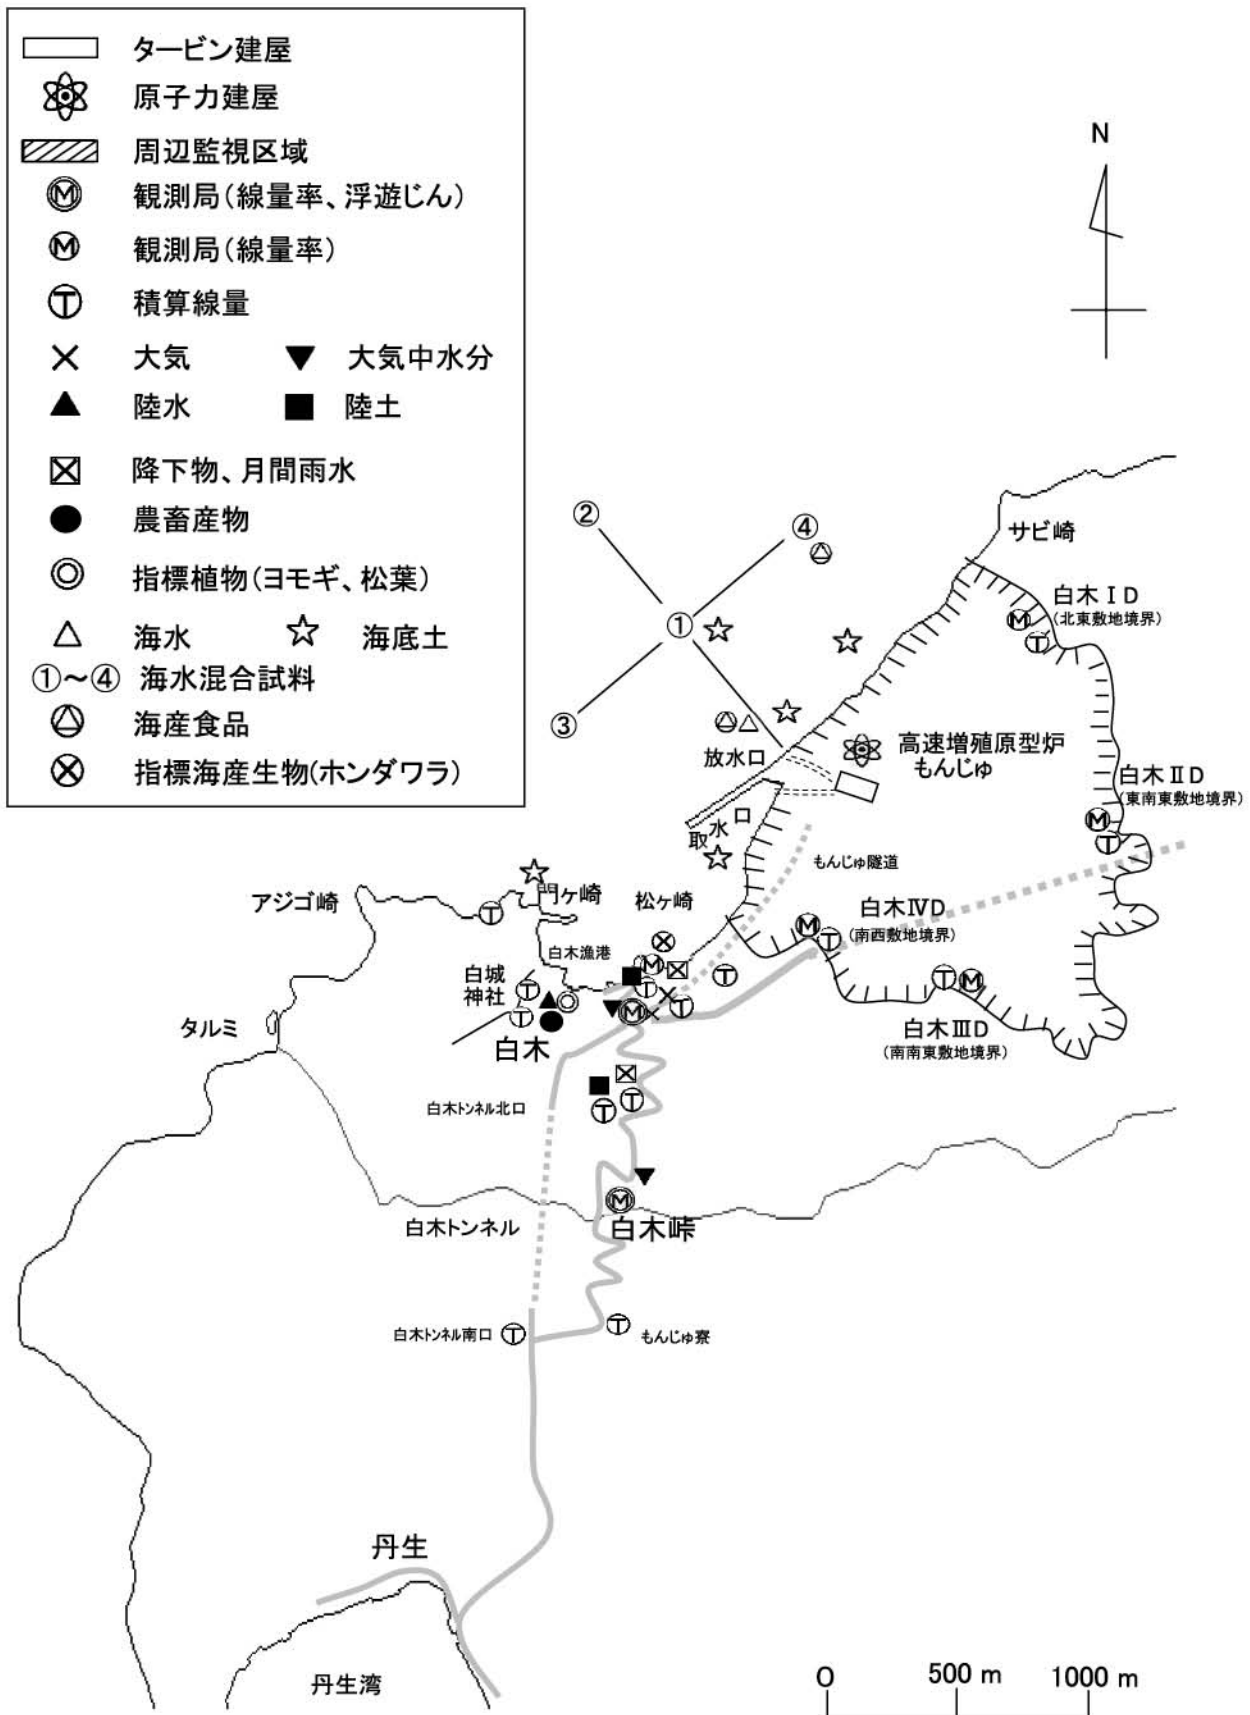 タービン建屋
原子力建屋
周辺監視区域
Ⓜ 観測局(線量率、浮遊じん)
Ⓜ 観測局(線量率)
Ⓣ 積算線量
大気 大気中水分
陸水 陸土
降下物、月間雨水
農畜産物
指標植物(ヨモギ、松葉)
海水 海底土
①～④ 海水混合試料
海産食品
指標海産生物(ホンダワラ)
N
②
④
サビ崎
白木ⅠD
(北東敷地境界)
Ⓜ
Ⓣ
①
③
放水口
高速増殖原型炉
もんじゅ
白木ⅡD
(東南東敷地境界)
Ⓜ
Ⓣ
取水口
もんじゅ隧道
アジゴ崎
門ヶ崎
松ヶ崎
白木ⅣD
(南西敷地境界)
Ⓜ
Ⓣ
Ⓣ
白木漁港
Ⓜ
白城
神社
Ⓣ
Ⓣ
Ⓣ
Ⓣ
Ⓜ
Ⓣ
Ⓣ Ⓜ
白木ⅢD
(南南東敷地境界)
タルミ
白木
白木トンネル北口
Ⓣ
Ⓣ
Ⓜ
白木トンネル
白木峠
白木トンネル南口 Ⓣ
Ⓣ もんじゅ寮
丹生
丹生湾
O 500 m 1000 m